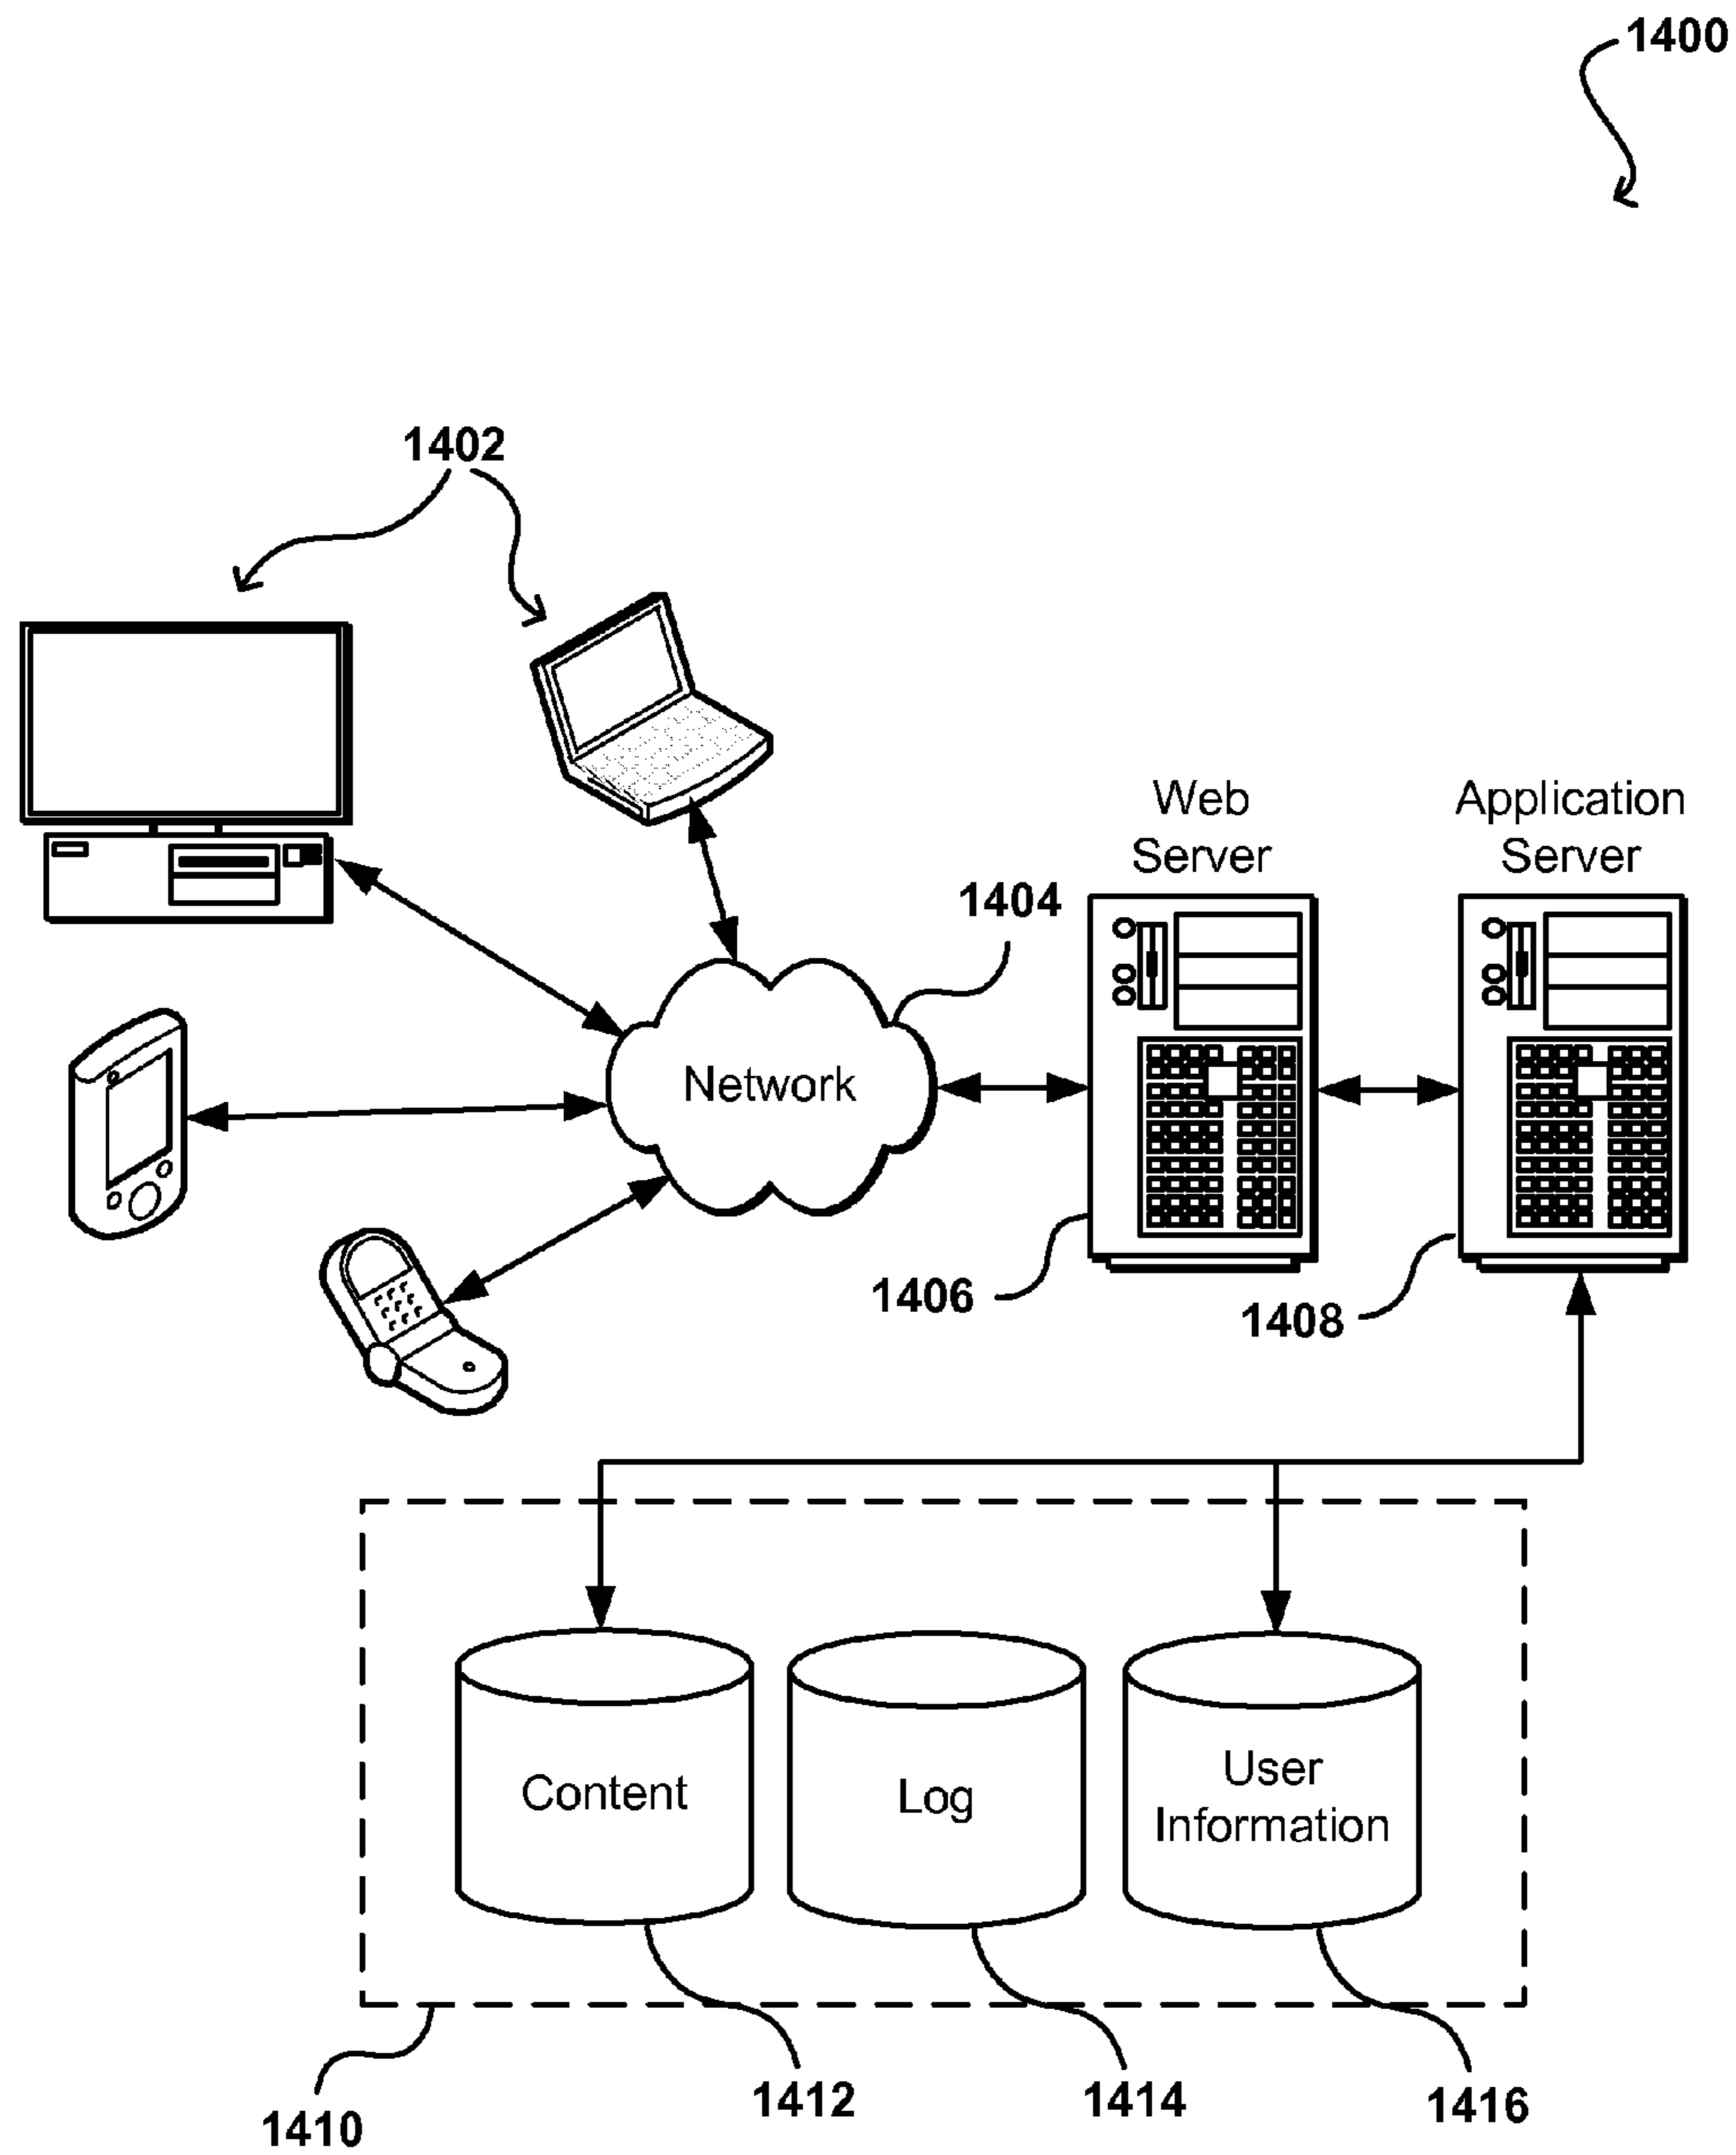 1400
1402
Web
Server
Application
Server
1404
Network
1406
1408
Content
Log
User
Information
1410
1412
1414
1416